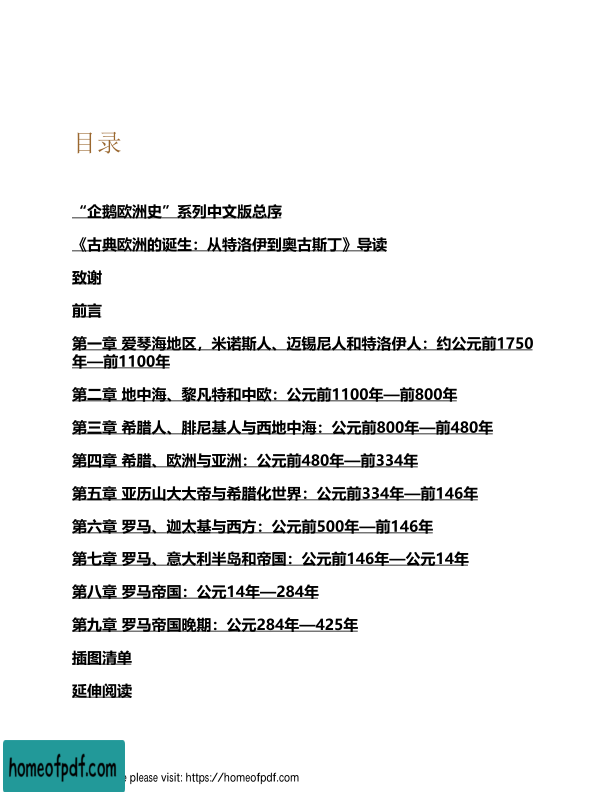 目录
“企鹅欧洲史”系列中文版总序
《古典欧洲的诞生：从特洛伊到奥古斯丁》导读
致谢
前言
第一章 爱琴海地区，米诺斯人、迈锡尼人和特洛伊人：约公元前1750
年—前1100年
第二章 地中海、黎凡特和中欧：公元前1100年—前800年
第三章 希腊人、腓尼基人与西地中海：公元前800年—前480年
第四章 希腊、欧洲与亚洲：公元前480年—前334年
第五章 亚历山大大帝与希腊化世界：公元前334年—前146年
第六章 罗马、迦太基与西方：公元前500年—前146年
第七章 罗马、意大利半岛和帝国：公元前146年—公元14年
第八章 罗马帝国：公元14年—284年
第九章 罗马帝国晚期：公元284年—425年
插图清单
延伸阅读
homeofpdf.com
please visit: https://homeofpdf.com